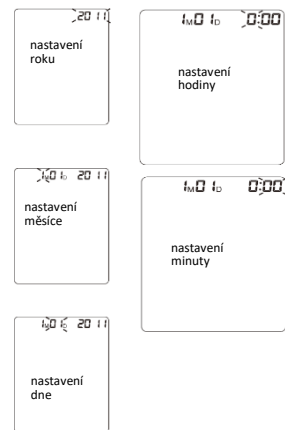 2011
nastavení
roku
1M01D 2011
nastavení
měsíce
1M01D 2011
nastavení
dne
1M01D 0:00
nastavení
hodiny
1M01D 0:00
nastavení
minuty